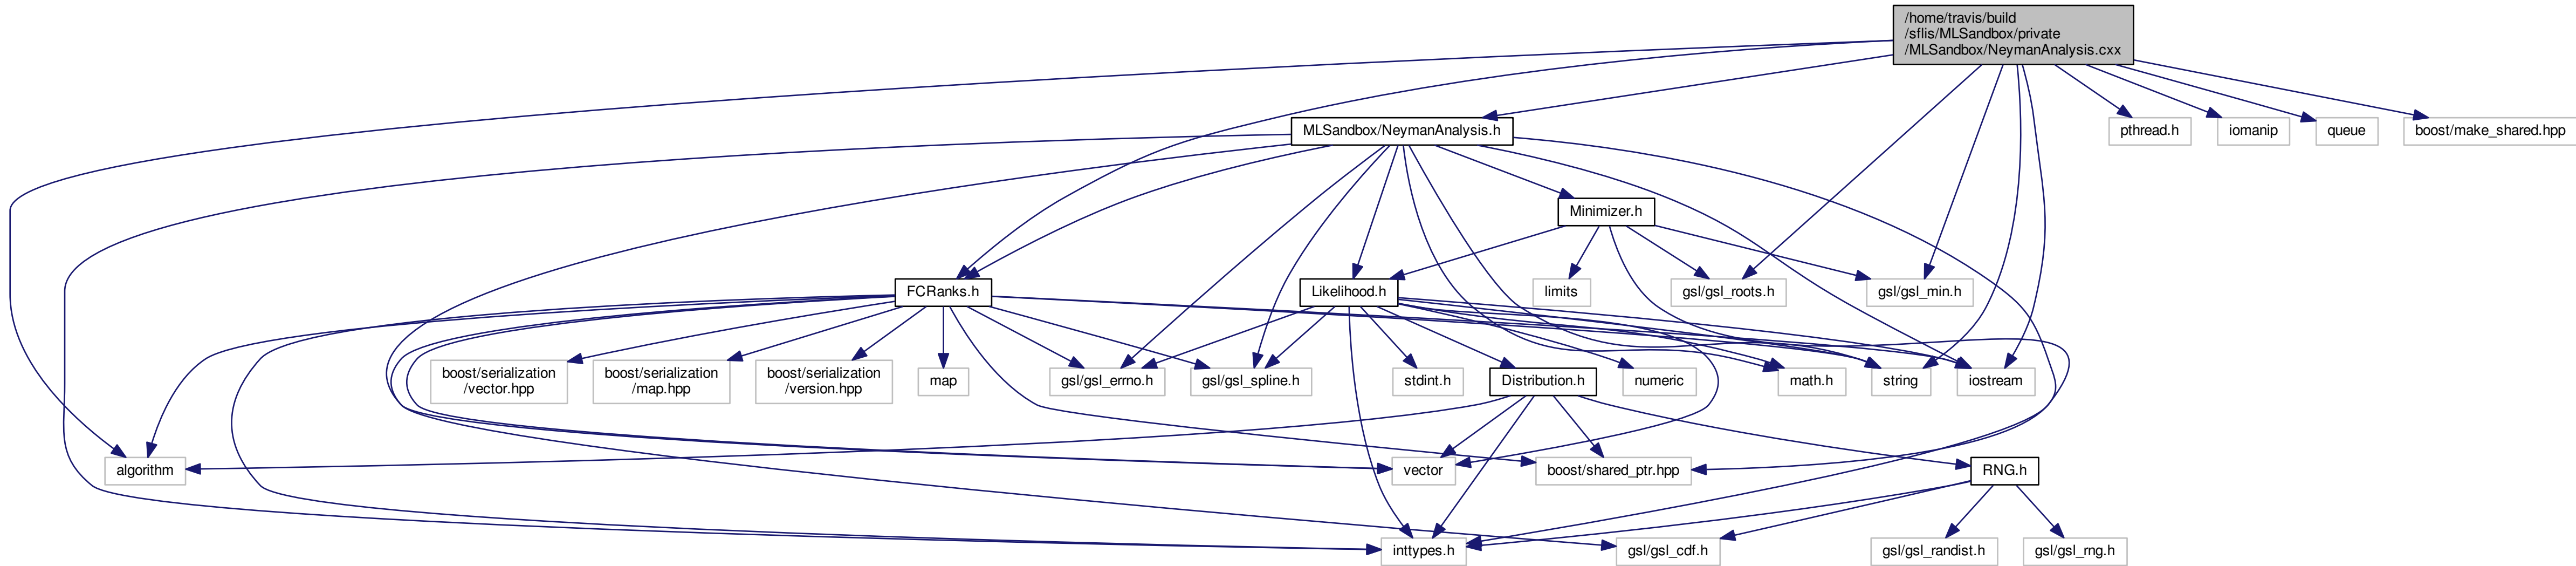 /home/travis/build
/sflis/MLSandbox/private
/MLSandbox/NeymanAnalysis.cxx
MLSandbox/NeymanAnalysis.h
pthread.h
iomanip
queue
boost/make_shared.hpp
Minimizer.h
FCRanks.h
Likelihood.h
limits
gsl/gsl_roots.h
gsl/gsl_min.h
boost/serialization
/vector.hpp
boost/serialization
/map.hpp
boost/serialization
/version.hpp
map
gsl/gsl_errno.h
gsl/gsl_spline.h
stdint.h
Distribution.h
numeric
math.h
string
iostream
algorithm
vector
boost/shared_ptr.hpp
RNG.h
inttypes.h
gsl/gsl_cdf.h
gsl/gsl_randist.h
gsl/gsl_rng.h